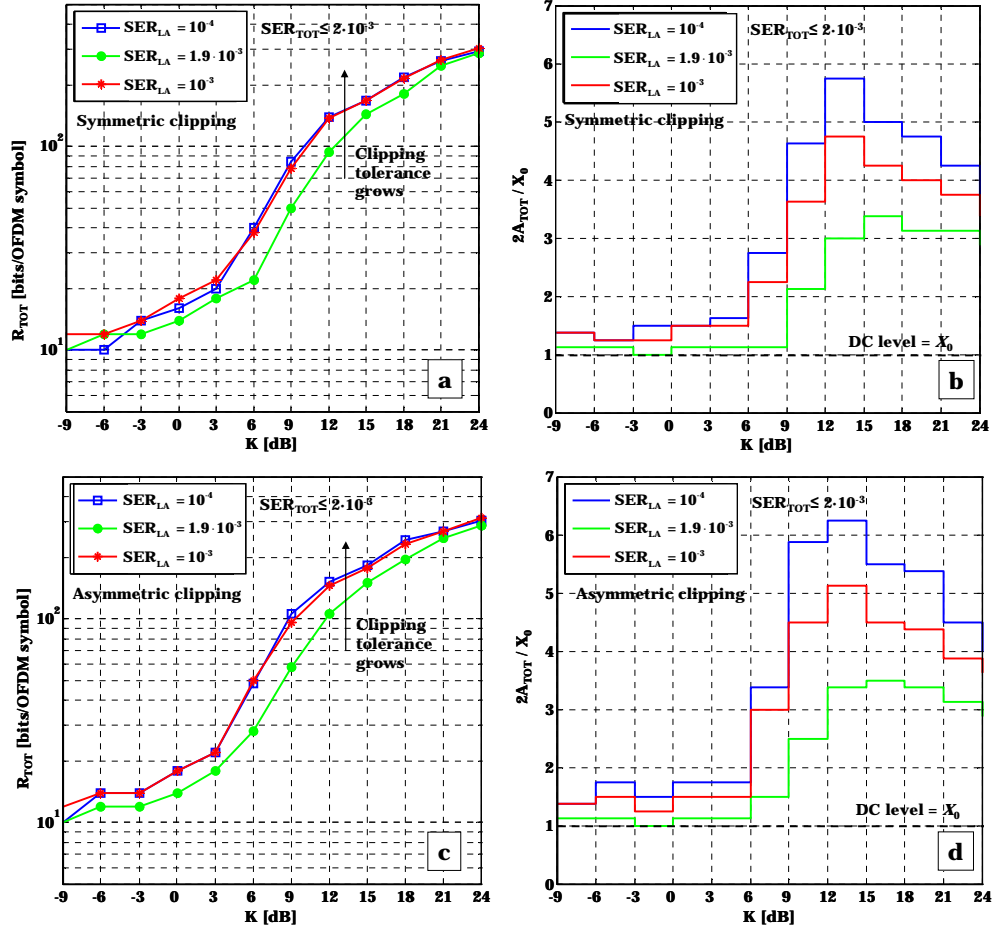 SER_LA = 10^-4
SER_LA = 1.9·10^-3
SER_LA = 10^-3
SER_TOT ≤ 2·10^-3
Symmetric clipping
Clipping
tolerance
grows
R_TOT [bits/OFDM symbol]
10^2
10^1
-9 -6 -3 0 3 6 9 12 15 18 21 24
K [dB]
a
SER_LA = 10^-4
SER_LA = 1.9·10^-3
SER_LA = 10^-3
SER_TOT ≤ 2·10^-3
Symmetric clipping
2A_TOT / X_0
7
6
5
4
3
2
1
0
DC level = X_0
-9 -6 -3 0 3 6 9 12 15 18 21 24
K [dB]
b
SER_LA = 10^-4
SER_LA = 1.9·10^-3
SER_LA = 10^-3
SER_TOT ≤ 2·10^-3
Asymmetric clipping
Clipping
tolerance
grows
R_TOT [bits/OFDM symbol]
10^2
10^1
-9 -6 -3 0 3 6 9 12 15 18 21 24
K [dB]
c
SER_LA = 10^-4
SER_LA = 1.9·10^-3
SER_LA = 10^-3
SER_TOT ≤ 2·10^-3
Asymmetric clipping
2A_TOT / X_0
7
6
5
4
3
2
1
0
DC level = X_0
-9 -6 -3 0 3 6 9 12 15 18 21 24
K [dB]
d